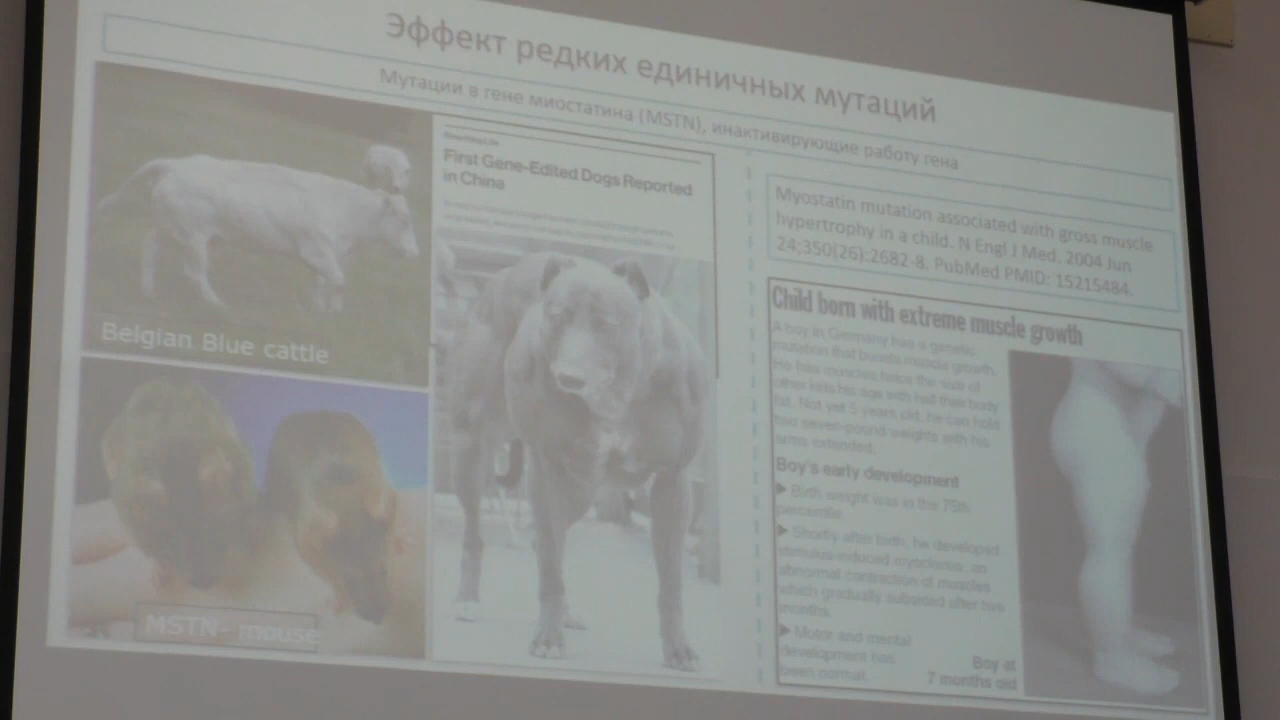 Эффект редких единичных мутаций
Мутации в гене миостатина (MSTN), инактивирующие работу гена
Belgian Blue cattle
MSTN- mouse
First Gene-Edited Dogs Reported
in China
Myostatin mutation associated with gross muscle
hypertrophy in a child. N Engl J Med. 2004 Jun
24;350(26):2682-8. PubMed PMID: 15215484.
Child born with extreme muscle growth
A boy in Germany has a genetic
mutation that boosts muscle growth.
He has muscles twice the size of
other kids his age with half their body
fat. Not yet 5 years old, he can hold
two seven-pound weights with his
arms extended.
Boy's early development
Birth weight was in the 75th
percentile.
Shortly after birth, he developed
stimulus-induced myoclonus, an
abnormal contraction of muscles
which gradually subsided after two
months.
Motor and mental
development has
been normal.
Boy at
7 months old